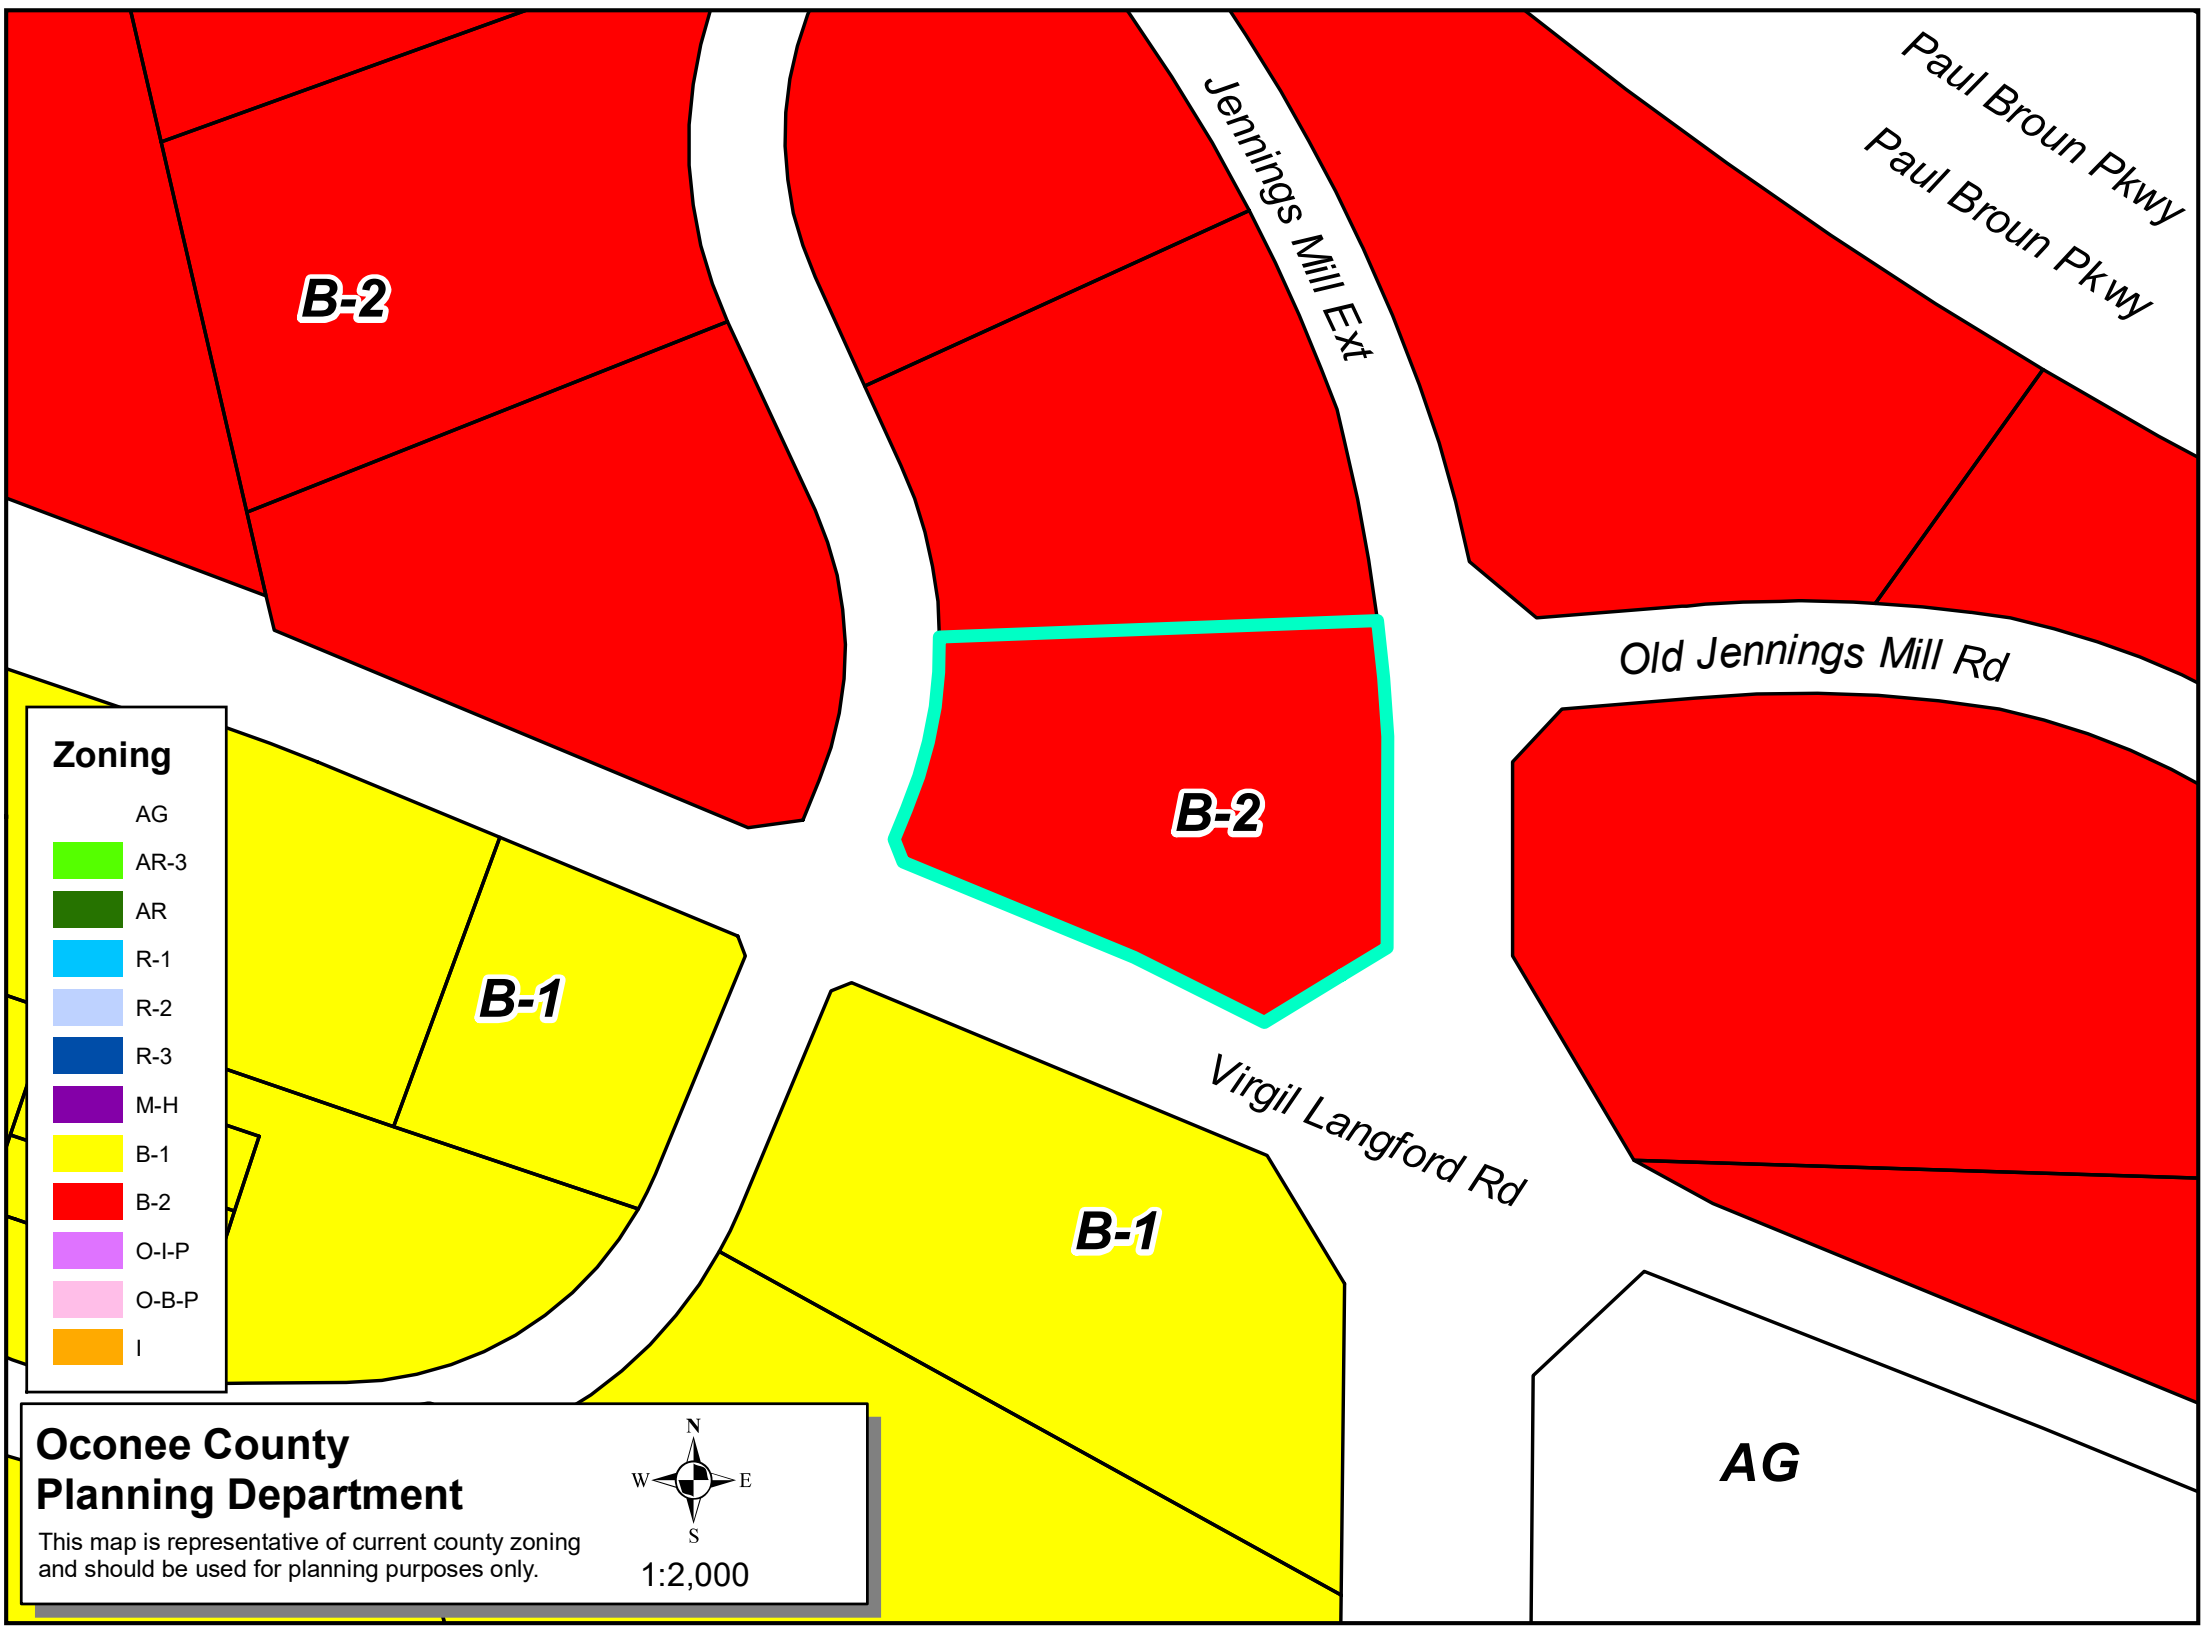 Paul Broun Pkwy
Paul Broun Pkwy
Jennings Mill Ext
B-2
Old Jennings Mill Rd
B-2
Virgil Langford Rd
B-1
B-1
AG
Zoning
AG
AR-3
AR
R-1
R-2
R-3
M-H
B-1
B-2
O-I-P
O-B-P
I
Oconee County
Planning Department
This map is representative of current county zoning
and should be used for planning purposes only.
N
W E
S
1:2,000